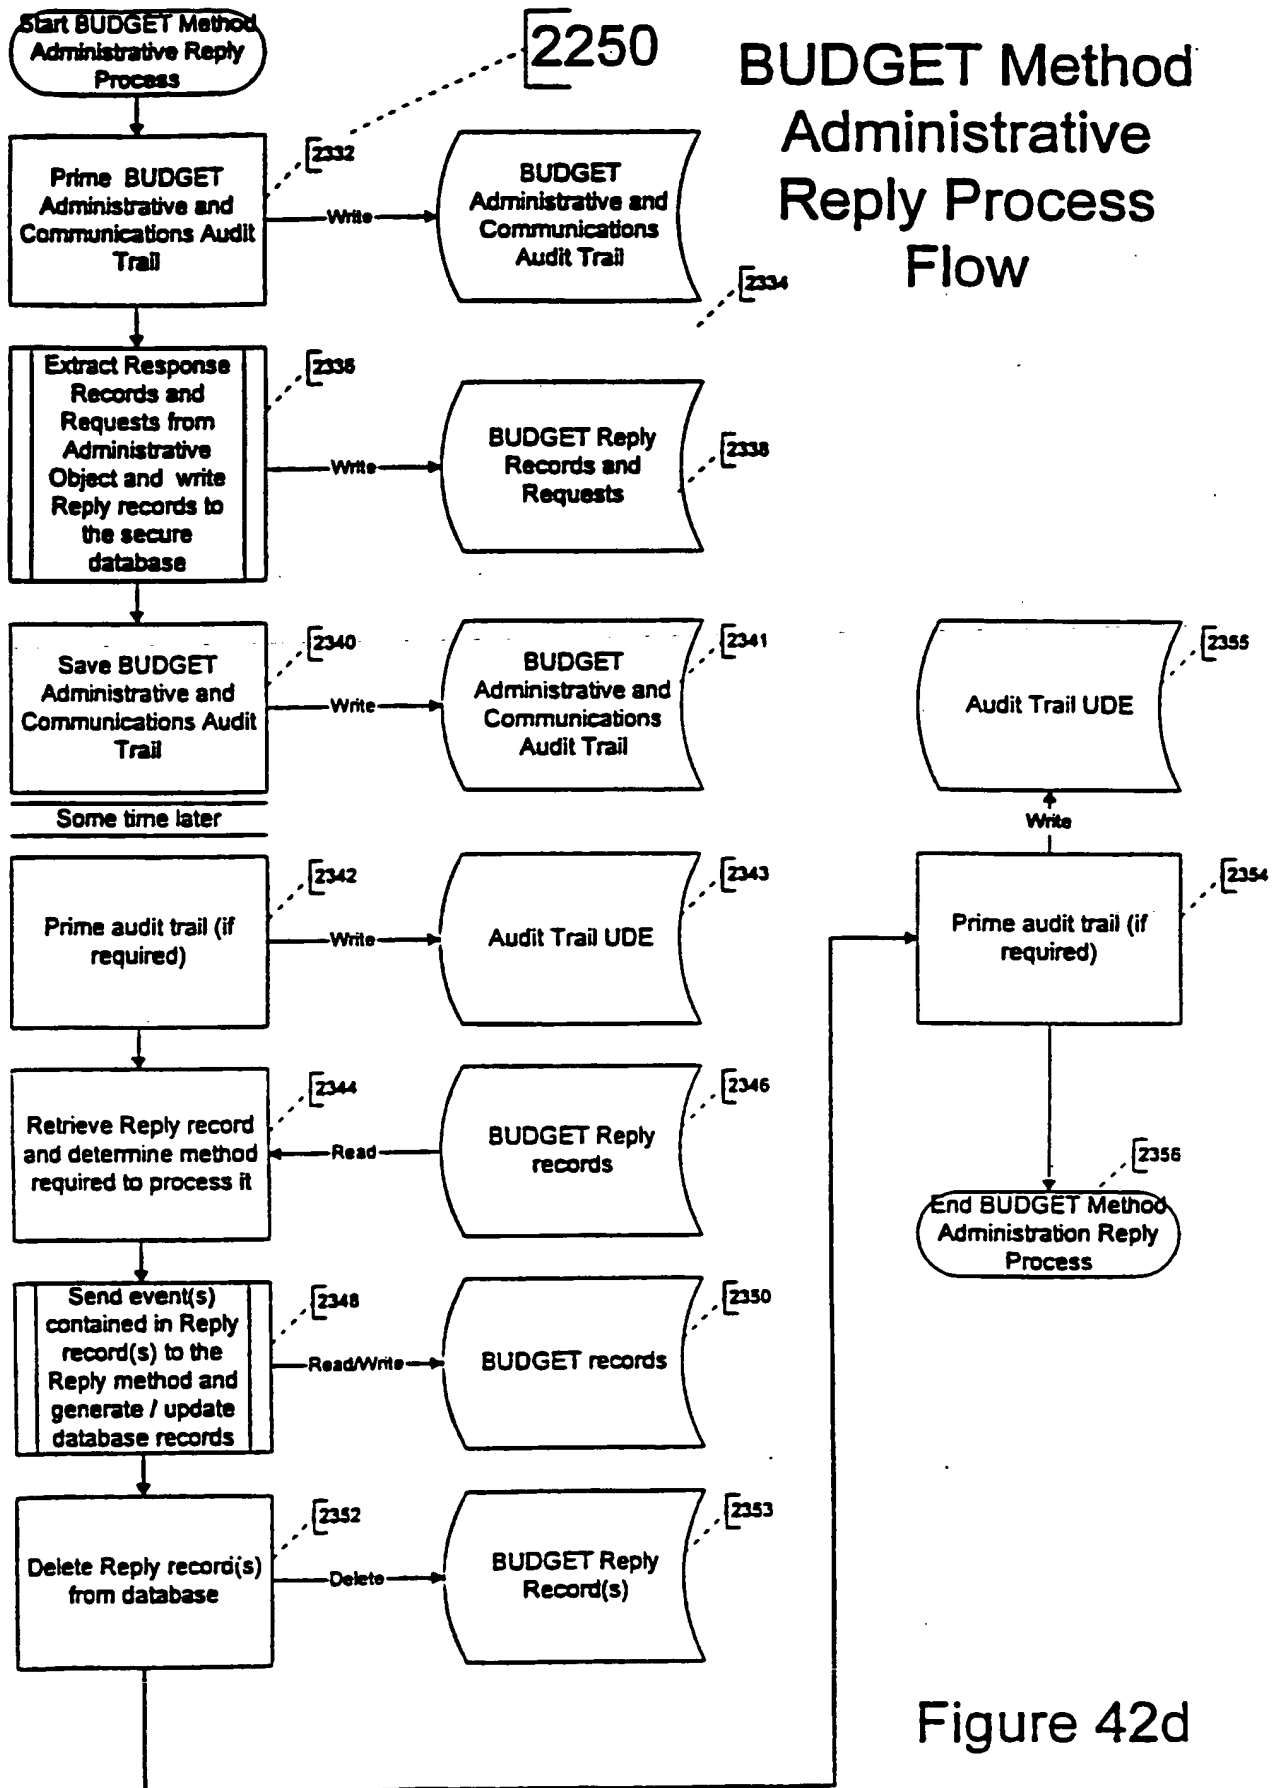 Start BUDGET Method
Administrative Reply
Process
2250
BUDGET Method
Administrative
Reply Process
Flow
2332
Prime BUDGET
Administrative and
Communications Audit
Trail
Write
BUDGET
Administrative and
Communications
Audit Trail
2334
Extract Response
Records and
Requests from
Administrative
Object and write
Reply records to
the secure
database
2336
Write
BUDGET Reply
Records and
Requests
2338
Save BUDGET
Administrative and
Communications Audit
Trail
2340
Write
BUDGET
Administrative and
Communications
Audit Trail
2341
Some time later
Prime audit trail (if
required)
2342
Write
Audit Trail UDE
2343
Retrieve Reply record
and determine method
required to process it
2344
Read
BUDGET Reply
records
2346
Send event(s)
contained in Reply
record(s) to the
Reply method and
generate / update
database records
2348
Read/Write
BUDGET records
2350
Delete Reply record(s)
from database
2352
Delete
BUDGET Reply
Record(s)
2353
Audit Trail UDE
2355
Write
Prime audit trail (if
required)
2354
2356
End BUDGET Method
Administration Reply
Process
Figure 42d